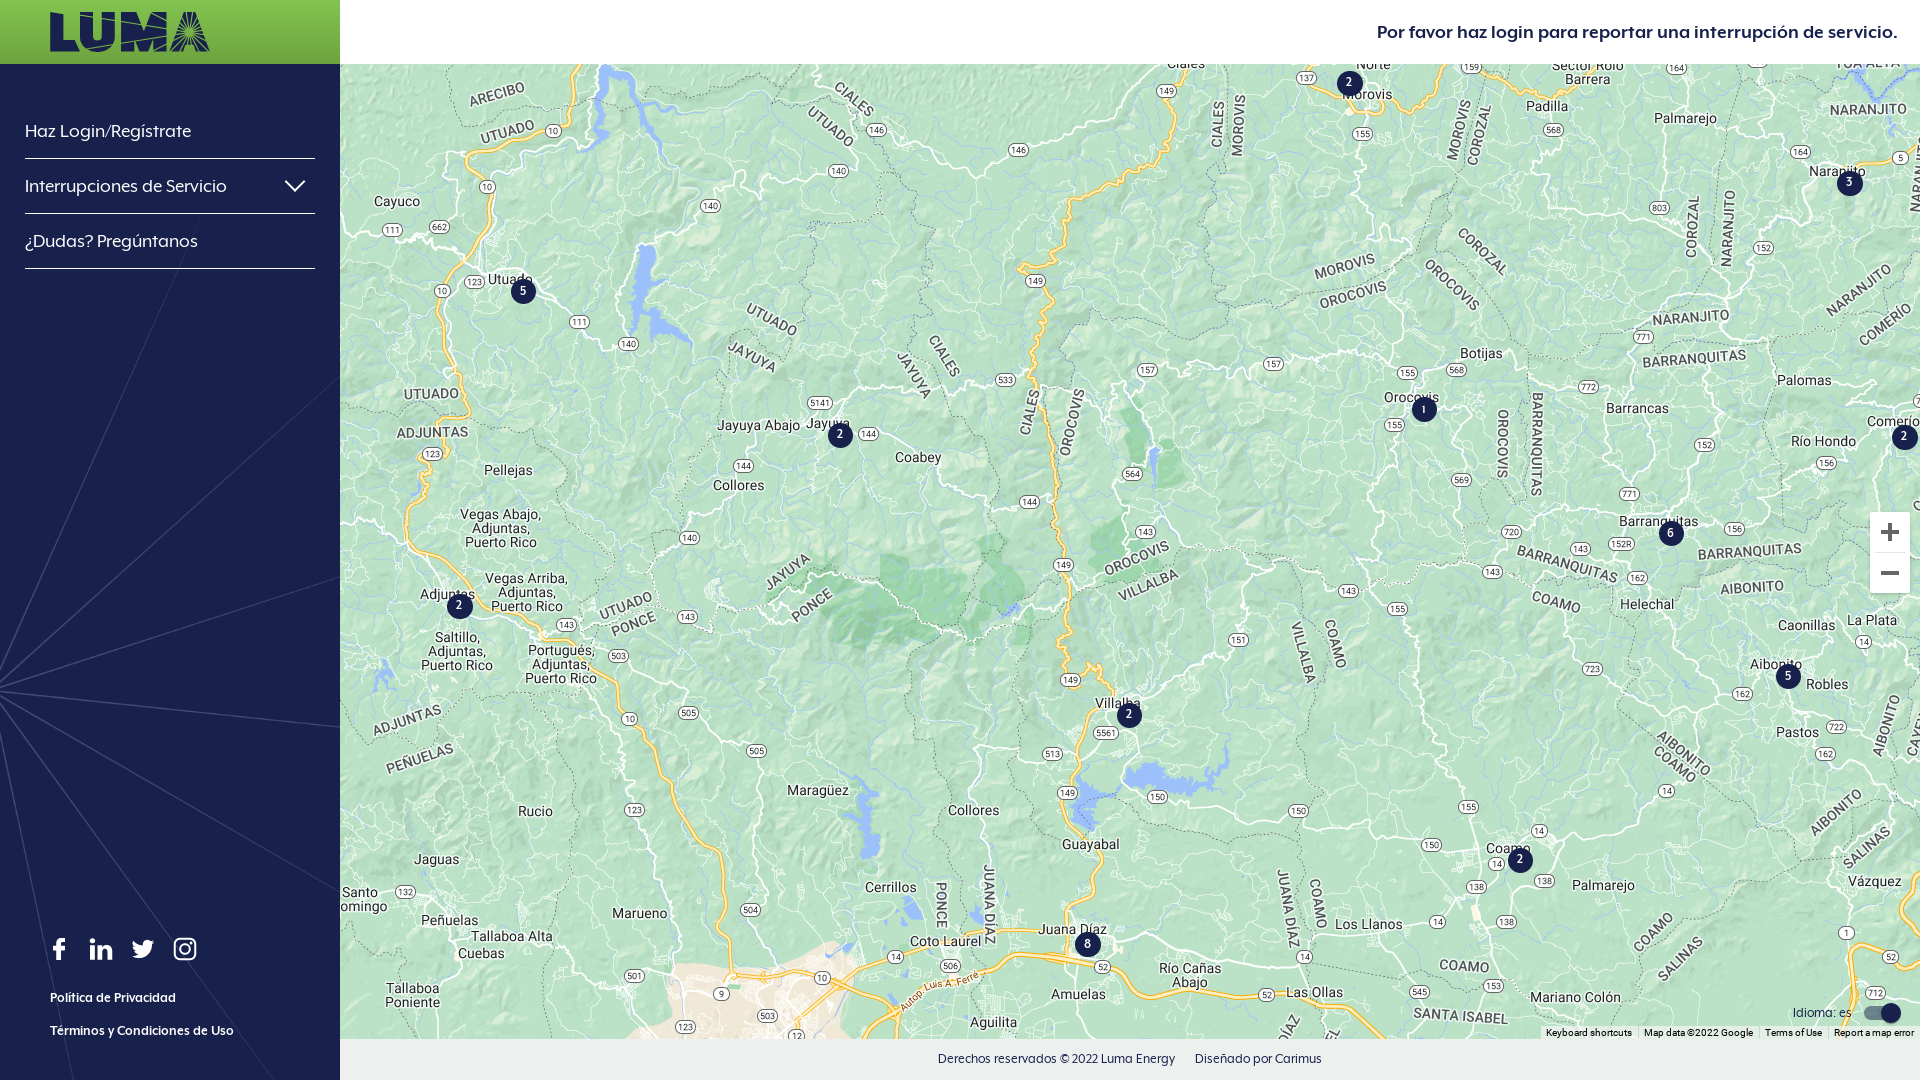 LUMA
Por favor haz login para reportar una interrupción de servicio.
Haz Login/Regístrate
Interrupciones de Servicio
¿Dudas? Pregúntanos
Política de Privacidad
Términos y Condiciones de Uso
ARECIBO
UTUADO
CIALES
UTUADO
Ciales
149
137
Norte
2
Morovis
159
Sector Rojo
Barrera
164
TOA ALTA
NARANJITO
10
146
146
CIALES
MOROVIS
155
MOROVIS
COROZAL
Padilla
568
Palmarejo
164
5
Naranjito
3
NARANJITO
10
140
140
Cayuco
111
662
803
COROZAL
NARANJITO
152
COROZAL
MOROVIS
OROCOVIS
OROCOVIS
NARANJITO
COMERÍO
123
Utuado
5
10
149
111
140
UTUADO
JAYUYA
CIALES
JAYUYA
NARANJITO
BARRANQUITAS
771
157
157
155
568
Botijas
533
772
Palomas
UTUADO
ADJUNTAS
5141
CIALES
OROCOVIS
Orocovis
1
155
Barrancas
OROCOVIS
BARRANQUITAS
Comerío
2
Jayuya Abajo
Jayuya
2
144
Río Hondo
152
156
123
Pellejas
144
Coabey
Collores
564
569
771
144
Vegas Abajo,
Adjuntas,
Puerto Rico
143
140
Barranquitas
6
156
720
152R
143
OROCOVIS
VILLALBA
BARRANQUITAS
BARRANQUITAS
AIBONITO
149
143
162
JAYUYA
PONCE
Vegas Arriba,
Adjuntas,
Puerto Rico
Adjuntas
2
UTUADO
PONCE
143
143
143
155
COAMO
Helechal
Caonillas
La Plata
14
Saltillo,
Adjuntas,
Puerto Rico
Portugués,
Adjuntas,
Puerto Rico
503
151
VILLALBA
COAMO
723
Aibonito
5
Robles
149
162
Villalba
2
ADJUNTAS
PEÑUELAS
10
505
5561
722
Pastos
AIBONITO
505
513
162
AIBONITO
COAMO
Maragüez
149
150
150
155
14
Rucio
123
Collores
AIBONITO
SALINAS
14
Guayabal
150
Coamo
2
14
Jaguas
Cerrillos
138
138
Palmarejo
Vázquez
Santo
omingo
132
JUANA DÍAZ
PONCE
JUANA DÍAZ
COAMO
Marueno
504
Peñuelas
14
138
Los Llanos
Juana Díaz
8
COAMO
SALINAS
1
Tallaboa Alta
Cuebas
Coto Laurel
14
14
52
506
52
Río Cañas
Abajo
COAMO
501
10
Autop. Luis A. Ferré
Tallaboa
Poniente
9
Amuelas
52
Las Ollas
545
153
Mariano Colón
712
503
Aguilita
SANTA ISABEL
123
12
Idioma: es
Keyboard shortcuts
Map data ©2022 Google
Terms of Use
Report a map error
Derechos reservados © 2022 Luma Energy
Diseñado por Carimus